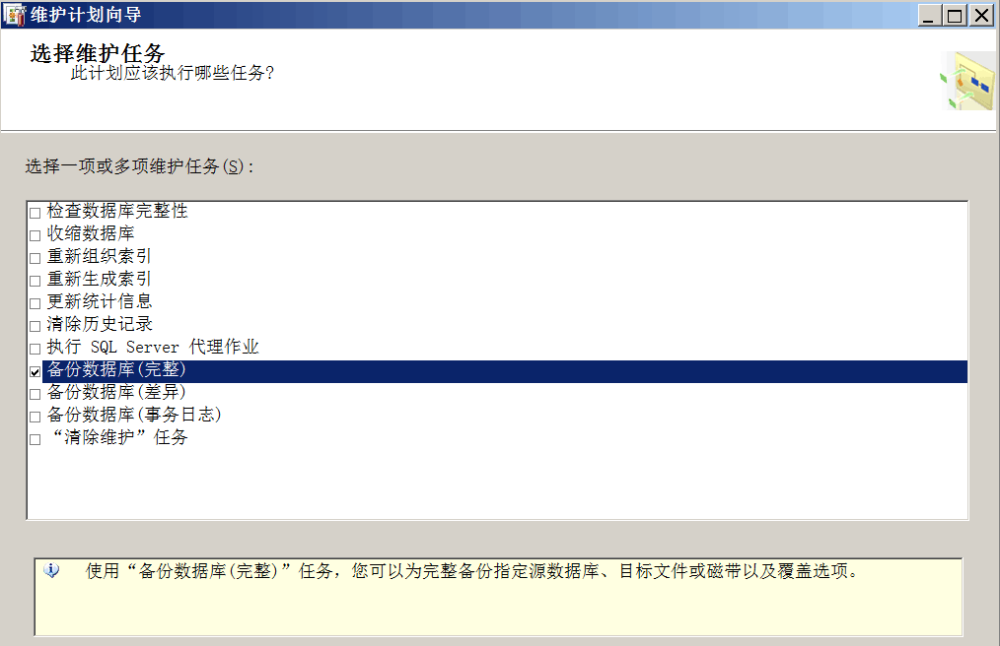 维护计划向导
选择维护任务
此计划应该执行哪些任务?
选择一项或多项维护任务(S):
检查数据库完整性
收缩数据库
重新组织索引
重新生成索引
更新统计信息
清除历史记录
执行 SQL Server 代理作业
备份数据库(完整)
备份数据库(差异)
备份数据库(事务日志)
“清除维护”任务
使用“备份数据库(完整)”任务，您可以为完整备份指定源数据库、目标文件或磁带以及覆盖选项。